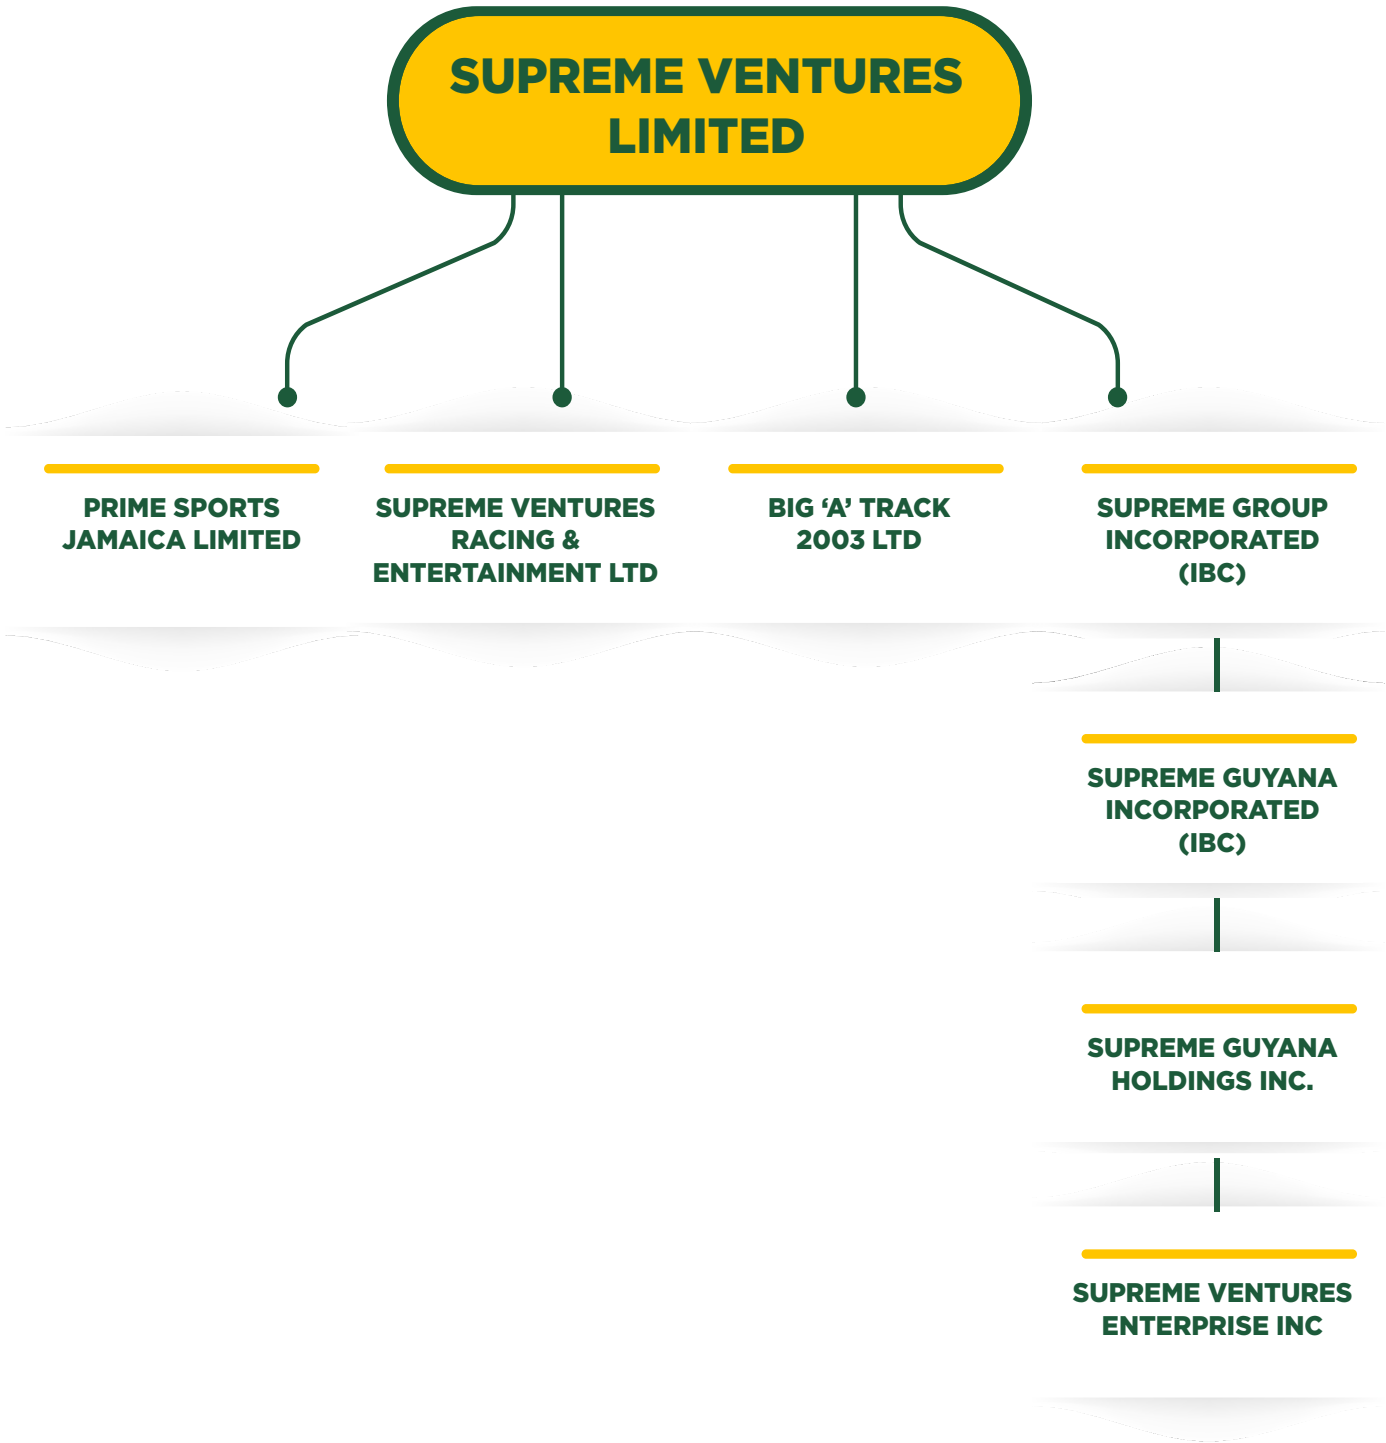 SUPREME VENTURES
LIMITED
PRIME SPORTS
JAMAICA LIMITED
SUPREME VENTURES
RACING &
ENTERTAINMENT LTD
BIG ‘A’ TRACK
2003 LTD
SUPREME GROUP
INCORPORATED
(IBC)
SUPREME GUYANA
INCORPORATED
(IBC)
SUPREME GUYANA
HOLDINGS INC.
SUPREME VENTURES
ENTERPRISE INC